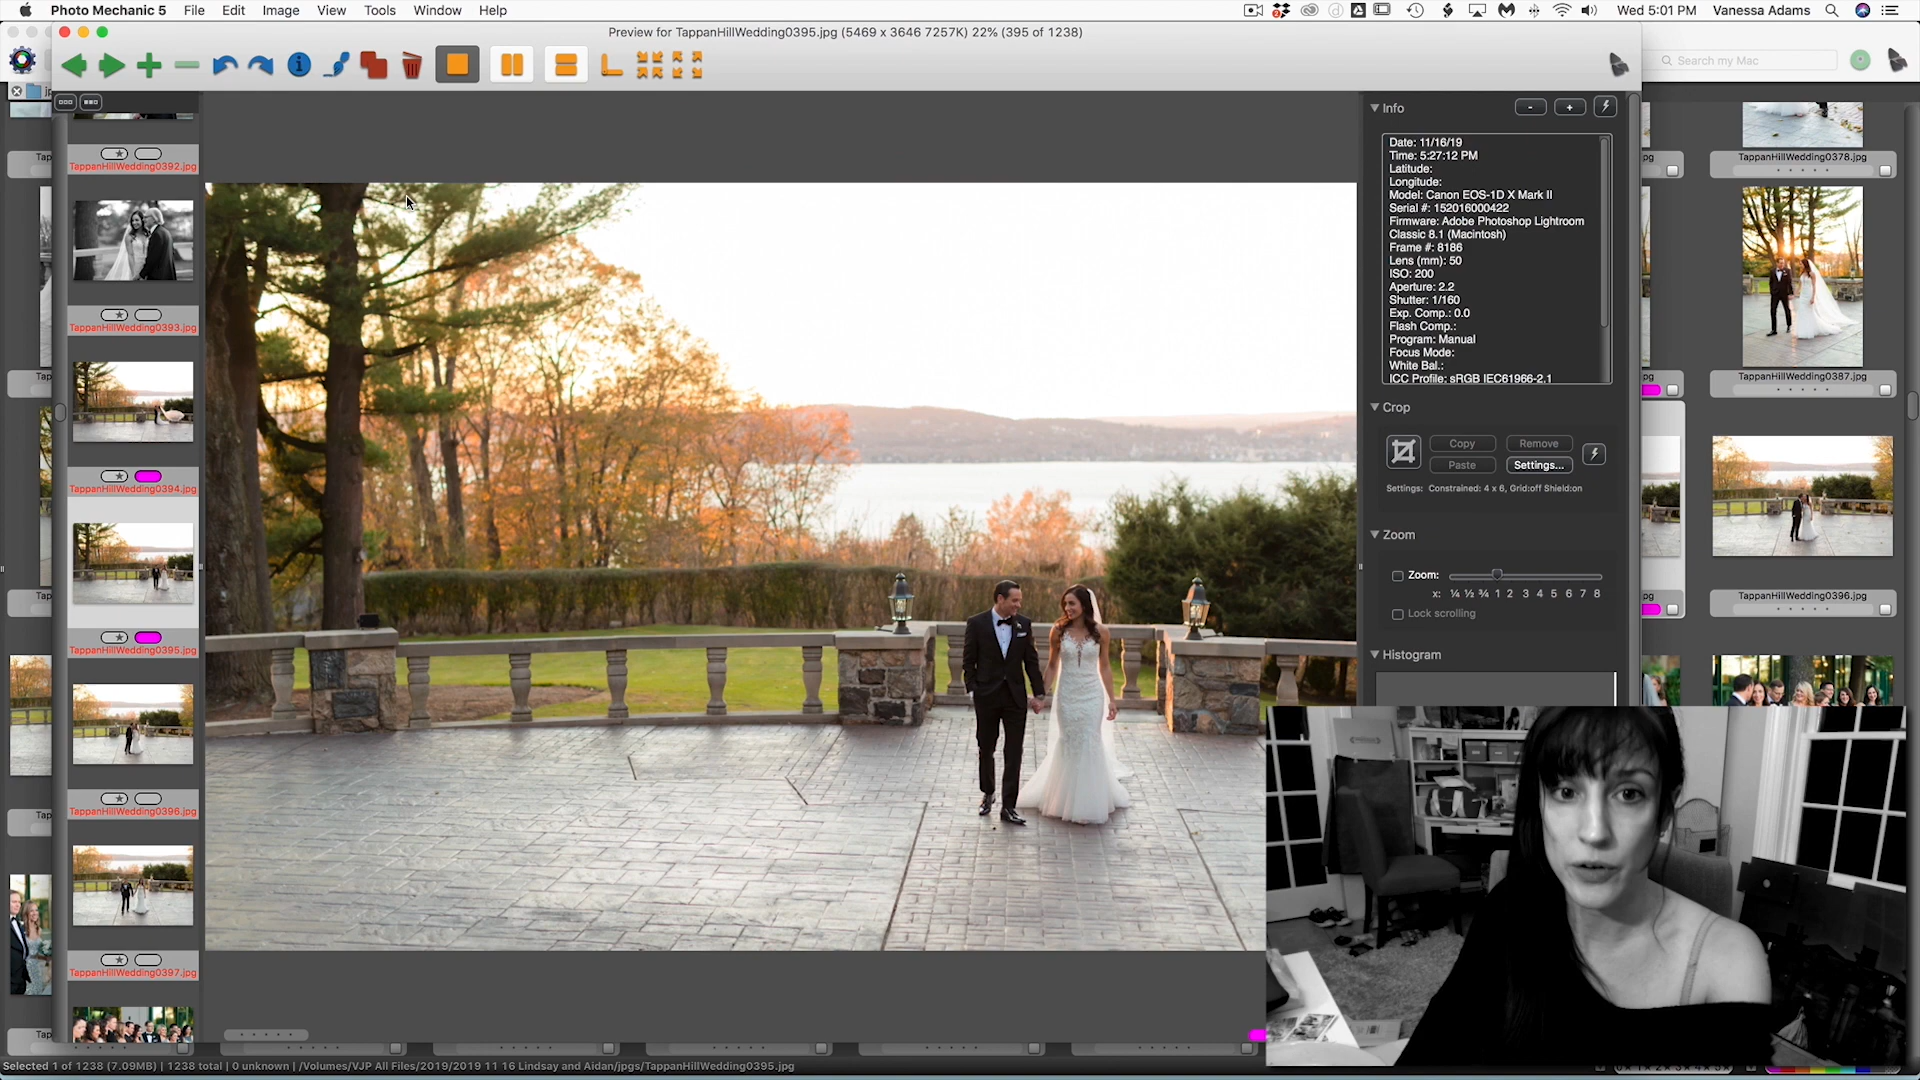 Photo Mechanic 5 File Edit Image View Tools Window Help
Wed 5:01 PM Vanessa Adams
Preview for TappanHillWedding0395.jpg (5469 x 3646 7257K) 22% (395 of 1238)
Search my Mac
TappanHillWedding0392.jpg
TappanHillWedding0393.jpg
TappanHillWedding0394.jpg
TappanHillWedding0395.jpg
TappanHillWedding0396.jpg
TappanHillWedding0397.jpg
Tap
Tap
Tap
Tap
Tap
Info
Date: 11/16/19
Time: 5:27:12 PM
Latitude:
Longitude:
Model: Canon EOS-1D X Mark II
Serial #: 152016000422
Firmware: Adobe Photoshop Lightroom
Classic 8.1 (Macintosh)
Frame #: 8186
Lens (mm): 50
ISO: 200
Aperture: 2.2
Shutter: 1/160
Exp. Comp.: 0.0
Flash Comp.:
Program: Manual
Focus Mode:
White Bal.:
ICC Profile: sRGB IEC61966-2.1
Crop
Copy Remove
Paste Settings...
Settings: Constrained: 4 x 6, Grid:off Shield:on
Zoom
Zoom:
x: ¼ ½ ¾ 1 2 3 4 5 6 7 8
Lock scrolling
Histogram
TappanHillWedding0378.jpg
TappanHillWedding0387.jpg
TappanHillWedding0396.jpg
Selected 1 of 1238 (7.09MB) | 1238 total | 0 unknown | /Volumes/VJP All Files/2019/2019 11 16 Lindsay and Aidan/jpgs/TappanHillWedding0395.jpg